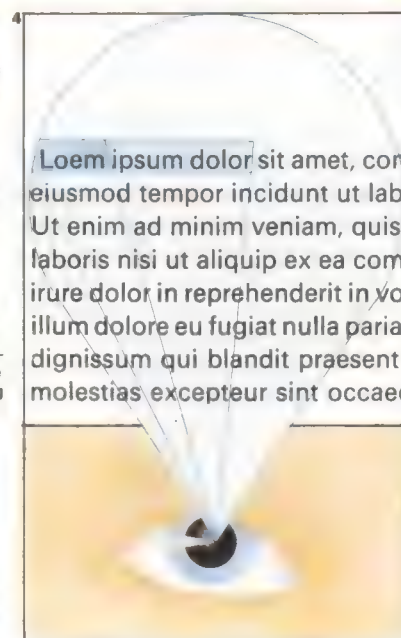 4
Loem ipsum dolor sit amet, con
eiusmod tempor incidunt ut lab
Ut enim ad minim veniam, quis
laboris nisi ut aliquip ex ea com
irure dolor in reprehenderit in vo
illum dolore eu fugiat nulla paria
dignissum qui blandit praesent
molestias excepteur sint occaec